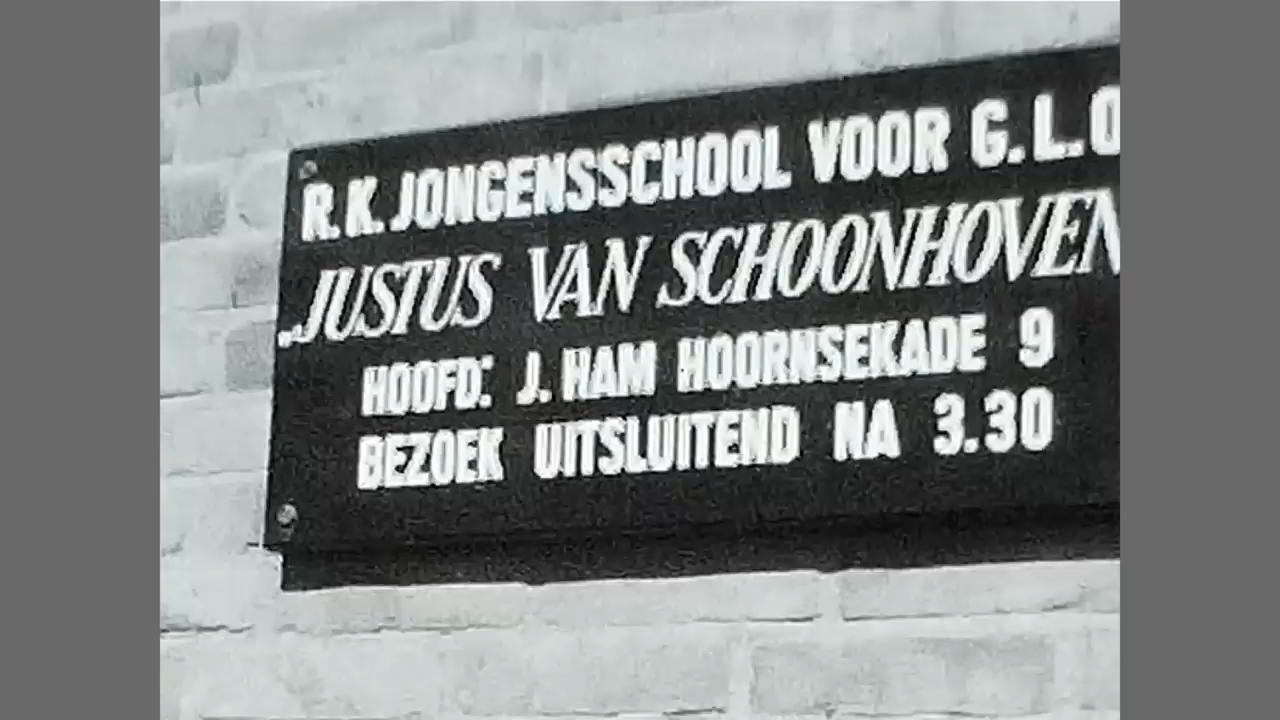 R.K. JONGENSSCHOOL VOOR G.L.O
„JUSTUS VAN SCHOONHOVEN
HOOFD: J. HAM HOORNSEKADE 9
BEZOEK UITSLUITEND NA 3.30